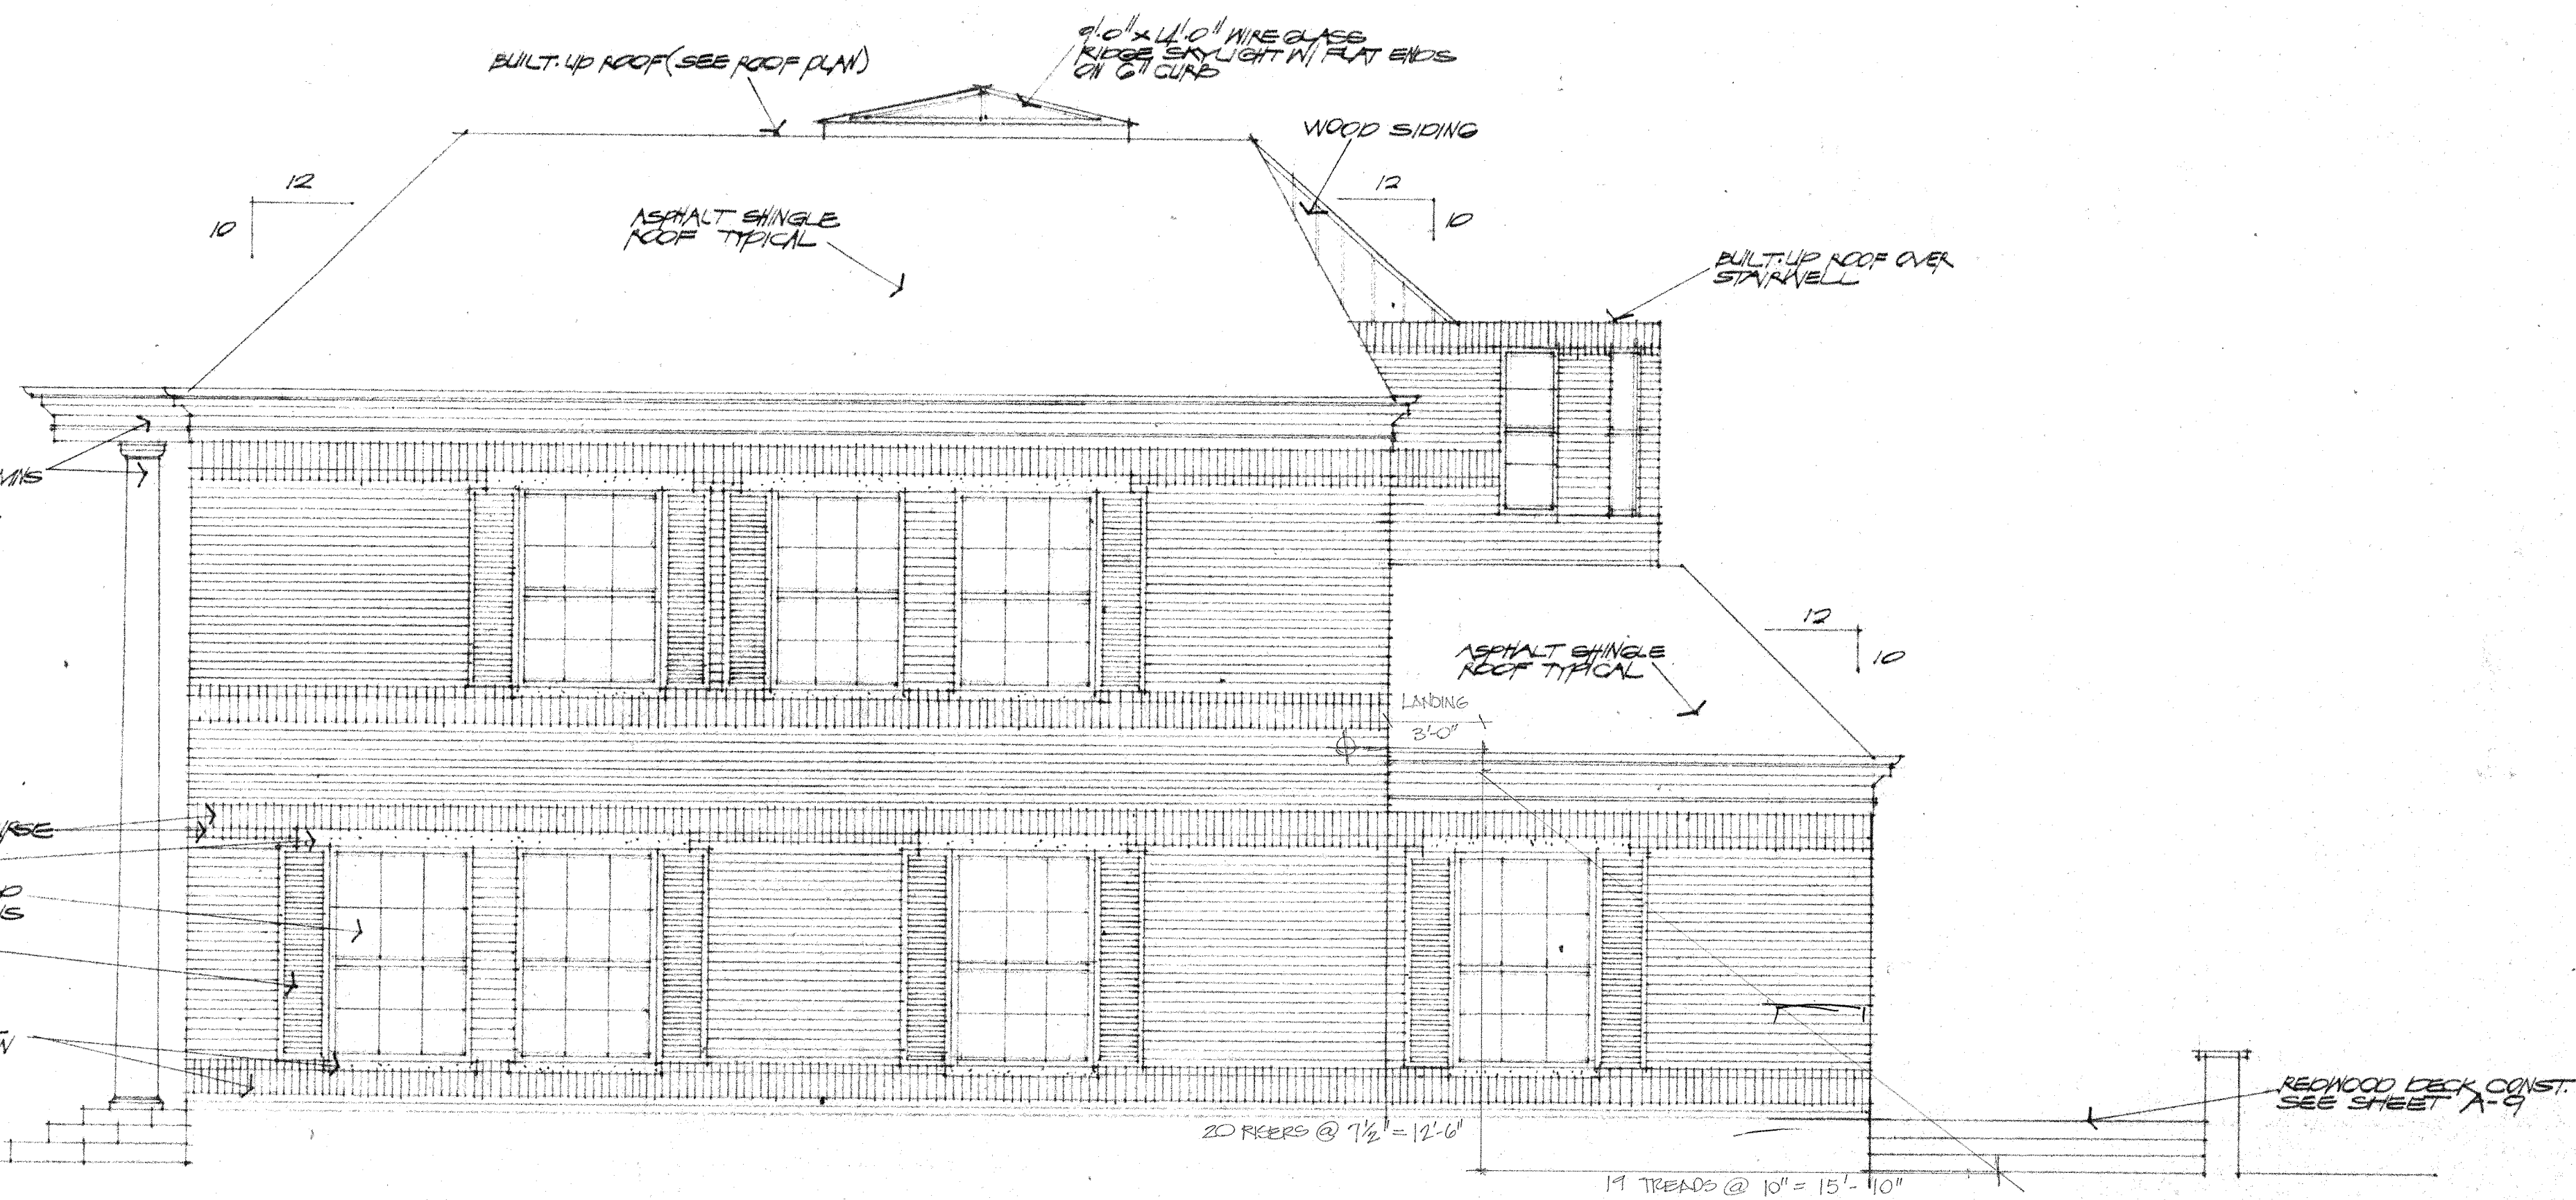 9'-0" x 4'-0" WIRE GLASS
RIDGE SKYLIGHT W/ FLAT ENDS
ON 6" CURB
BUILT-UP ROOF (SEE ROOF PLAN)
WOOD SIDING
12
10
12
10
ASPHALT SHINGLE
ROOF TYPICAL
BUILT-UP ROOF OVER
STAIRWELL
12
10
ASPHALT SHINGLE
ROOF TYPICAL
LANDING
3'-0"
REDWOOD DECK CONST.
SEE SHEET A-9
20 RISERS @ 7½" = 12'-6"
19 TREADS @ 10" = 15'-10"